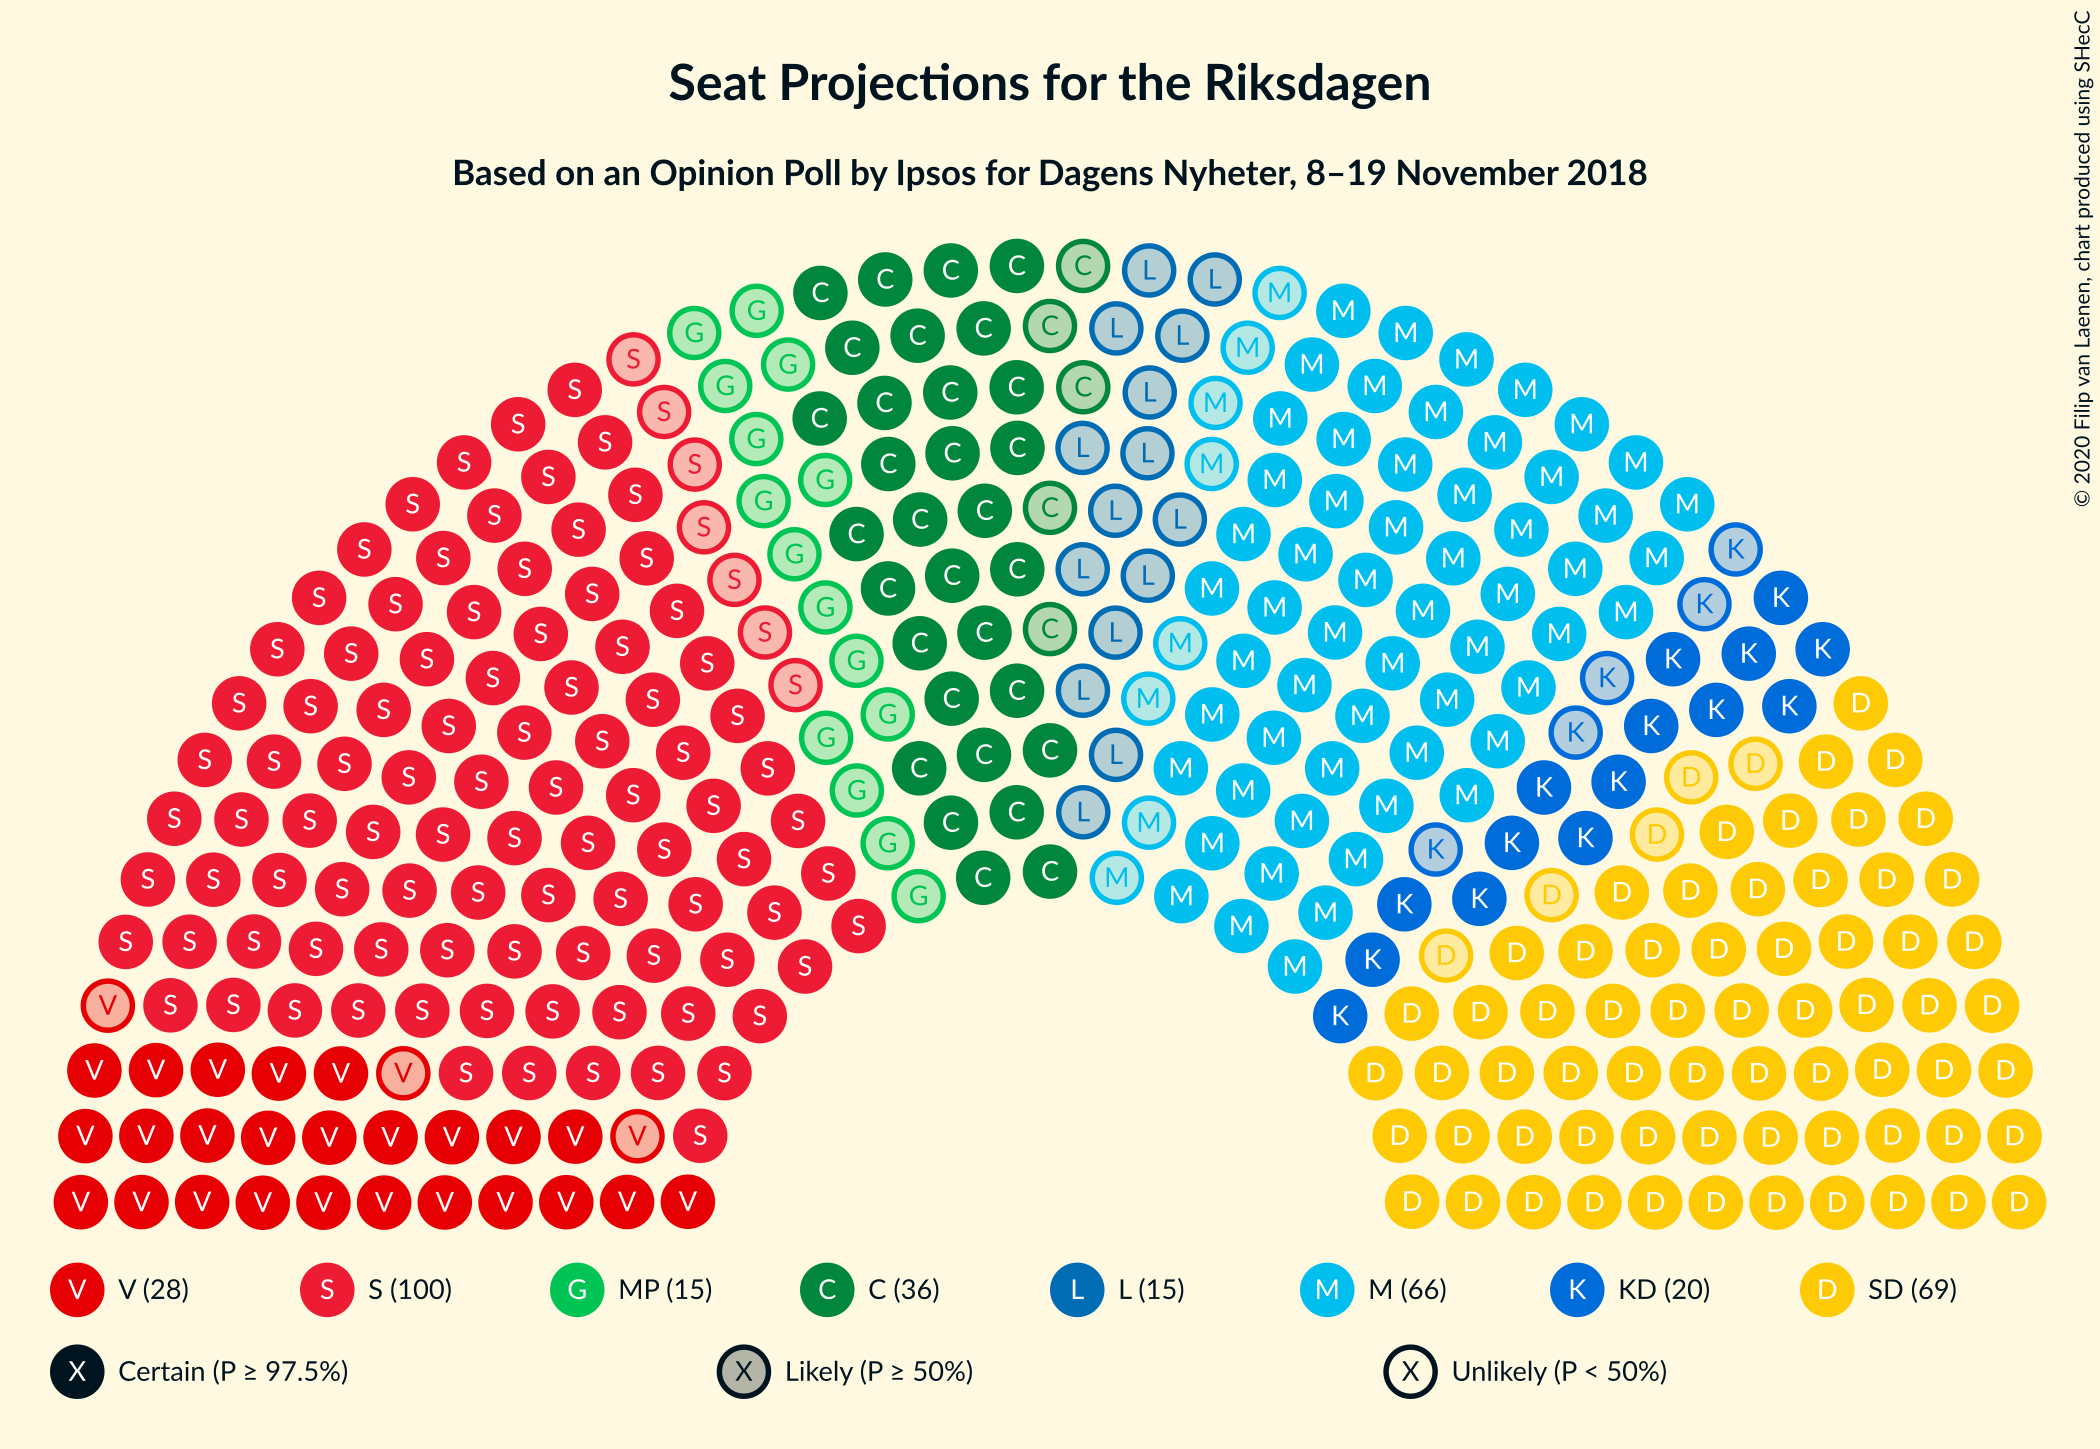 Seat Projections for the Riksdagen
Based on an Opinion Poll by Ipsos for Dagens Nyheter, 8–19 November 2018
© 2020 Filip van Laenen, chart produced using SHecC
V V (28) S S (100) G MP (15) C C (36) L L (15) M M (66) K KD (20) D SD (69)
X Certain (P ≥ 97.5%) X Likely (P ≥ 50%) X Unlikely (P < 50%)